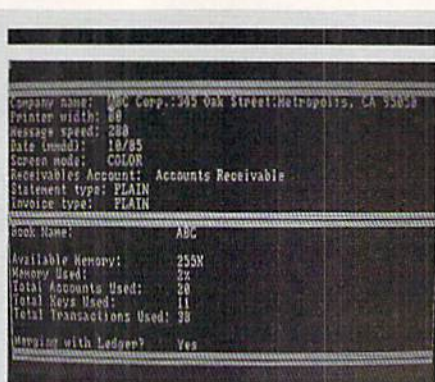 Company name: ABC Corp.:345 Oak Street:Metropolis, CA 95050
Printer width: 80
Message speed: 200
Date (mmdd): 10/85
Screen mode: COLOR
Receivables Account: Accounts Receivable
Statement type: PLAIN
Invoice type: PLAIN
Book Name: ABC
Available Memory: 255K
Memory Used: 2%
Total Accounts Used: 20
Total Keys Used: 11
Total Transactions Used: 38
Merging with Ledger? Yes